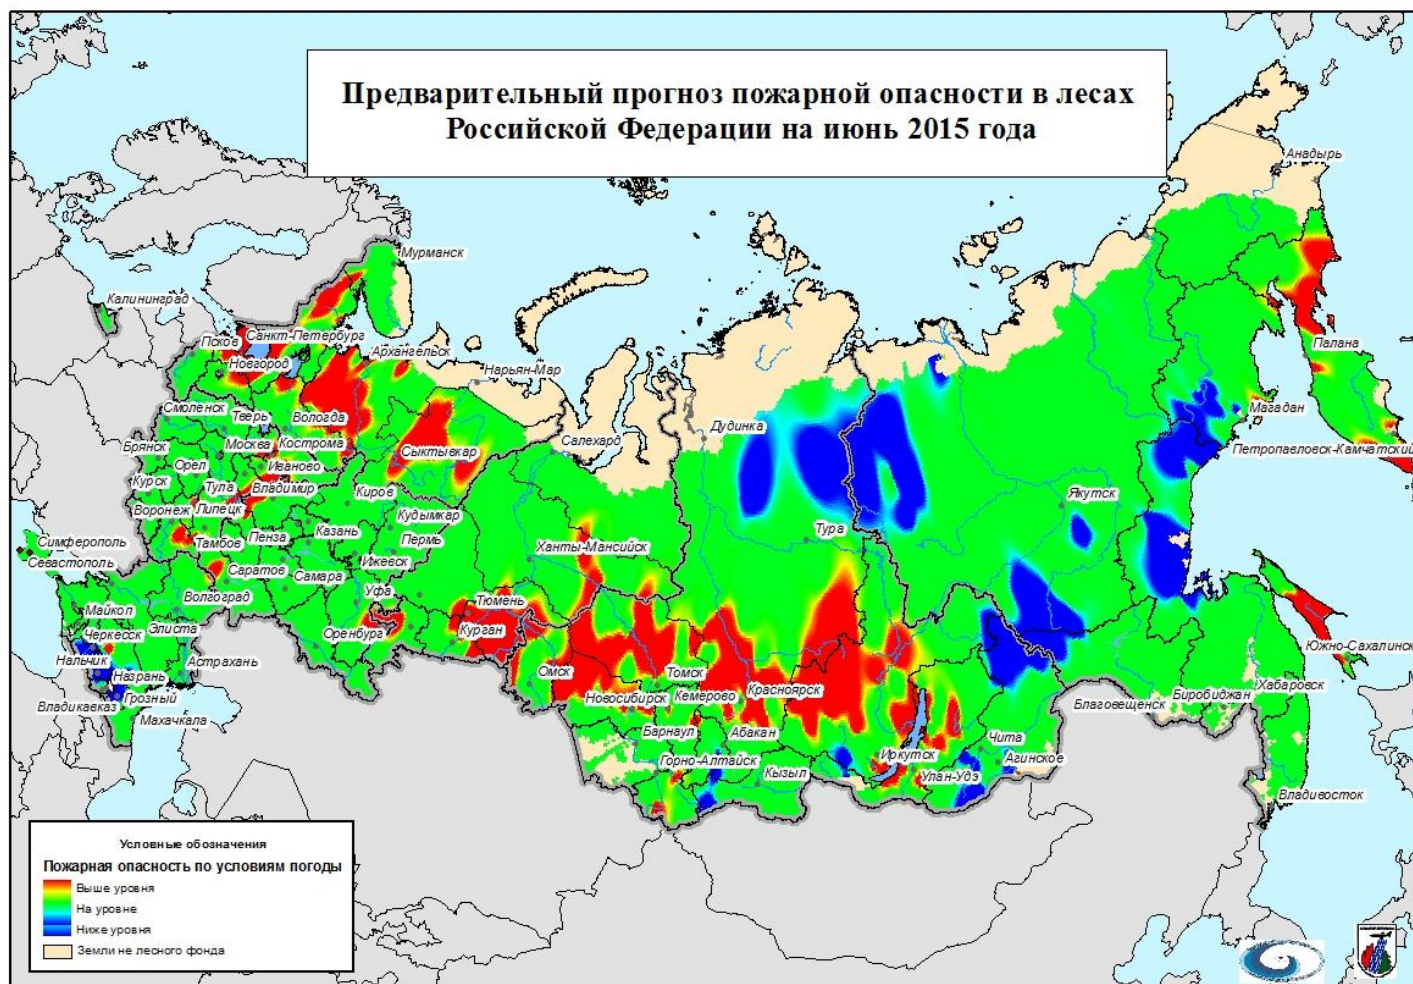 Предварительный прогноз пожарной опасности в лесах
Российской Федерации на июнь 2015 года
Анадырь
Мурманск
Калининград
Санкт-Петербург
Псков
Новгород
Архангельск
Нарьян-Мар
Палана
Смоленск
Тверь
Вологда
Магадан
Дудинка
Салехард
Москва
Кострома
Брянск
Сыктывкар
Петропавловск-Камчатский
Орел
Иваново
Курск
Тула
Владимир
Киров
Якутск
Воронеж
Липецк
Казань
Кудымкар
Тура
Симферополь
Тамбов
Пенза
Пермь
Ханты-Мансийск
Севастополь
Саратов
Самара
Ижевск
Волгоград
Уфа
Тюмень
Майкоп
Черкесск
Элиста
Оренбург
Курган
Южно-Сахалинск
Нальчик
Назрань
Астрахань
Омск
Томск
Грозный
Новосибирск
Кемерово
Красноярск
Биробиджан
Хабаровск
Владикавказ
Махачкала
Благовещенск
Барнаул
Абакан
Чита
Иркутск
Горно-Алтайск
Кызыл
Улан-Удэ
Агинское
Владивосток
Условные обозначения
Пожарная опасность по условиям погоды
Выше уровня
На уровне
Ниже уровня
Земли не лесного фонда